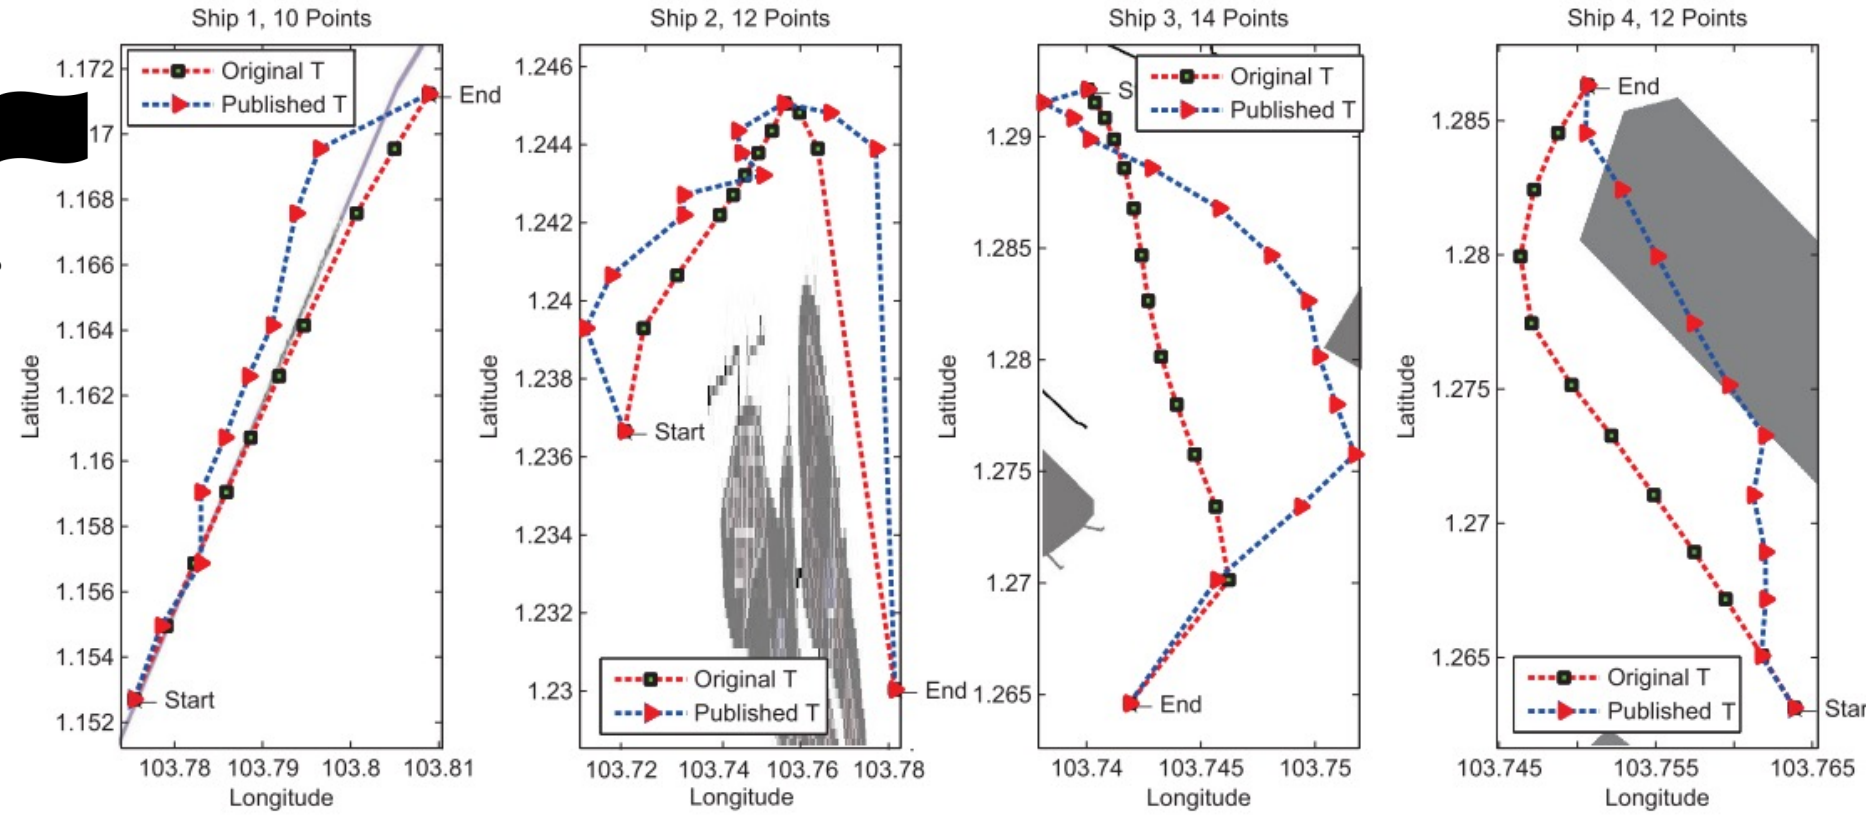 Ship 1, 10 Points
1.172
17
1.168
1.166
1.164
1.162
1.16
1.158
1.156
1.154
1.152
Latitude
Original T
Published T
End
Start
103.78 103.79 103.8 103.81
Longitude
Ship 2, 12 Points
1.246
1.244
1.242
1.24
1.238
1.236
1.234
1.232
1.23
Latitude
Start
Original T
Published T
End
103.72 103.74 103.76 103.78
Longitude
Ship 3, 14 Points
1.29
1.285
1.28
1.275
1.27
1.265
Latitude
Original T
Published T
End
103.74 103.745 103.75
Longitude
Ship 4, 12 Points
1.285
1.28
1.275
1.27
1.265
Latitude
End
Original T
Published T
Star
103.745 103.755 103.765
Longitude